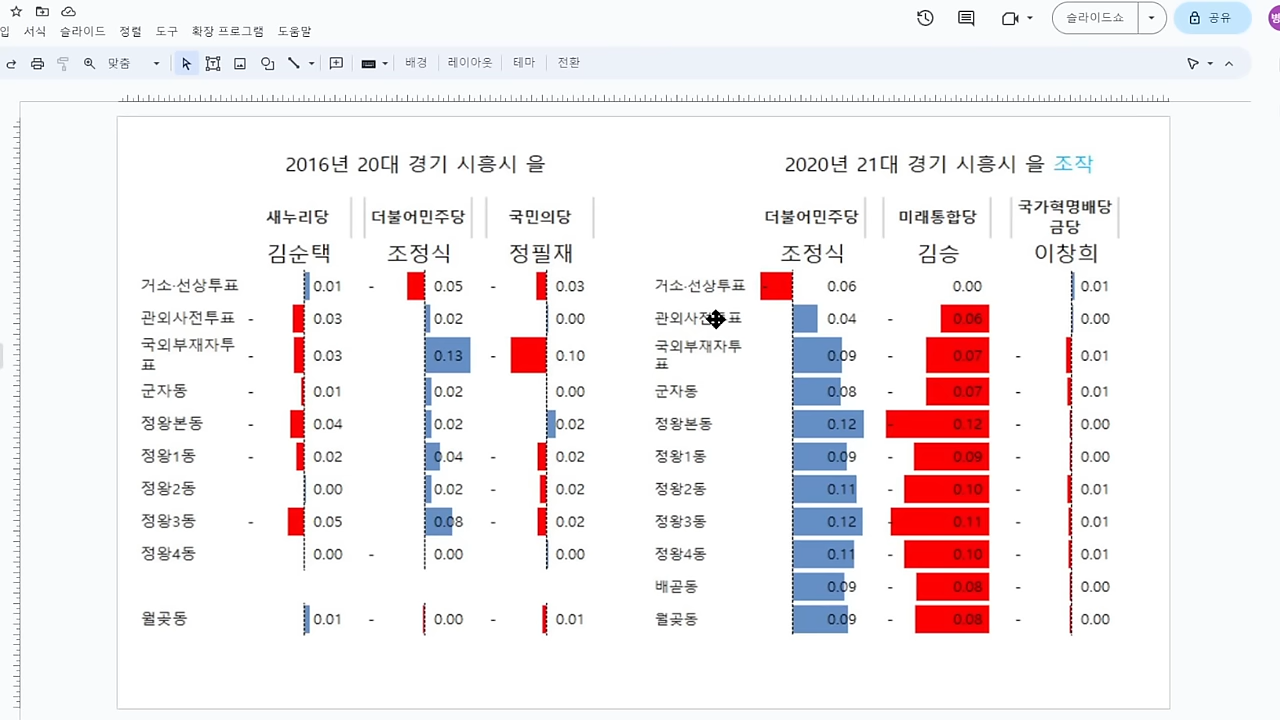 입 서식 슬라이드 정렬 도구 확장 프로그램 도움말
슬라이드쇼
공유
병
맞춤
배경 레이아웃 테마 전환
2016년 20대 경기 시흥시 을
새누리당 더불어민주당 국민의당
김순택 조정식 정필재
거소·선상투표 0.01 - 0.05 - 0.03
관외사전투표 - 0.03 0.02 0.00
국외부재자투
표 - 0.03 0.13 - 0.10
군자동 - 0.01 0.02 0.00
정왕본동 - 0.04 0.02 0.02
정왕1동 - 0.02 0.04 - 0.02
정왕2동 0.00 0.02 - 0.02
정왕3동 - 0.05 0.08 - 0.02
정왕4동 0.00 - 0.00 0.00
월곶동 0.01 - 0.00 - 0.01
2020년 21대 경기 시흥시 을 조작
더불어민주당 미래통합당 국가혁명배당
금당
조정식 김승 이창희
거소·선상투표 - 0.06 0.00 0.01
관외사전투표 0.04 - 0.06 0.00
국외부재자투
표 0.09 - 0.07 - 0.01
군자동 0.08 - 0.07 - 0.01
정왕본동 0.12 - 0.12 - 0.00
정왕1동 0.09 - 0.09 - 0.00
정왕2동 0.11 - 0.10 - 0.01
정왕3동 0.12 - 0.11 - 0.01
정왕4동 0.11 - 0.10 - 0.01
배곧동 0.09 - 0.08 - 0.00
월곶동 0.09 - 0.08 - 0.00